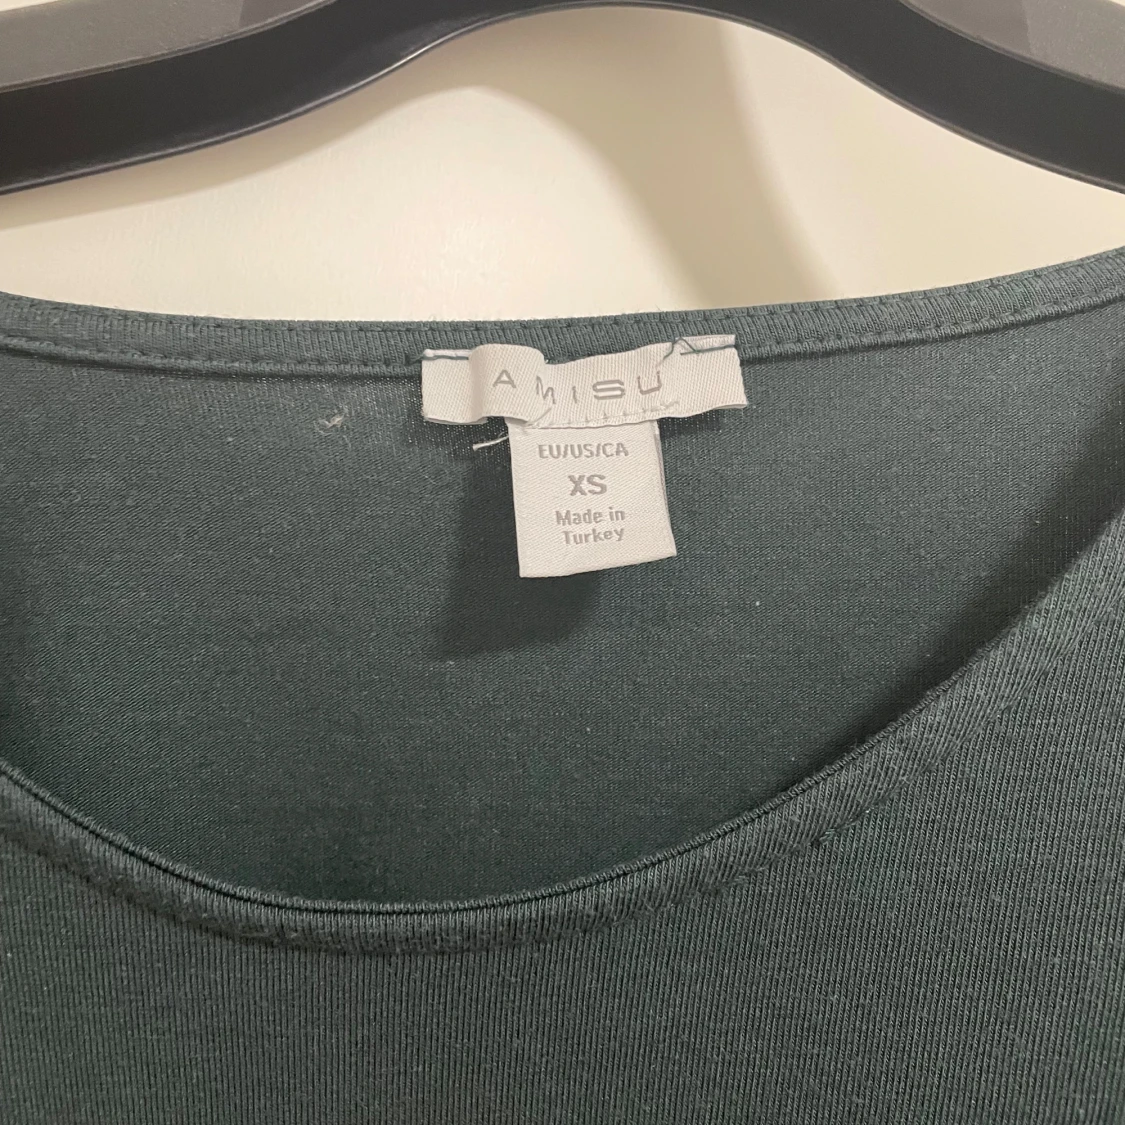 AMISU
EU/US/CA
XS
Made in
Turkey